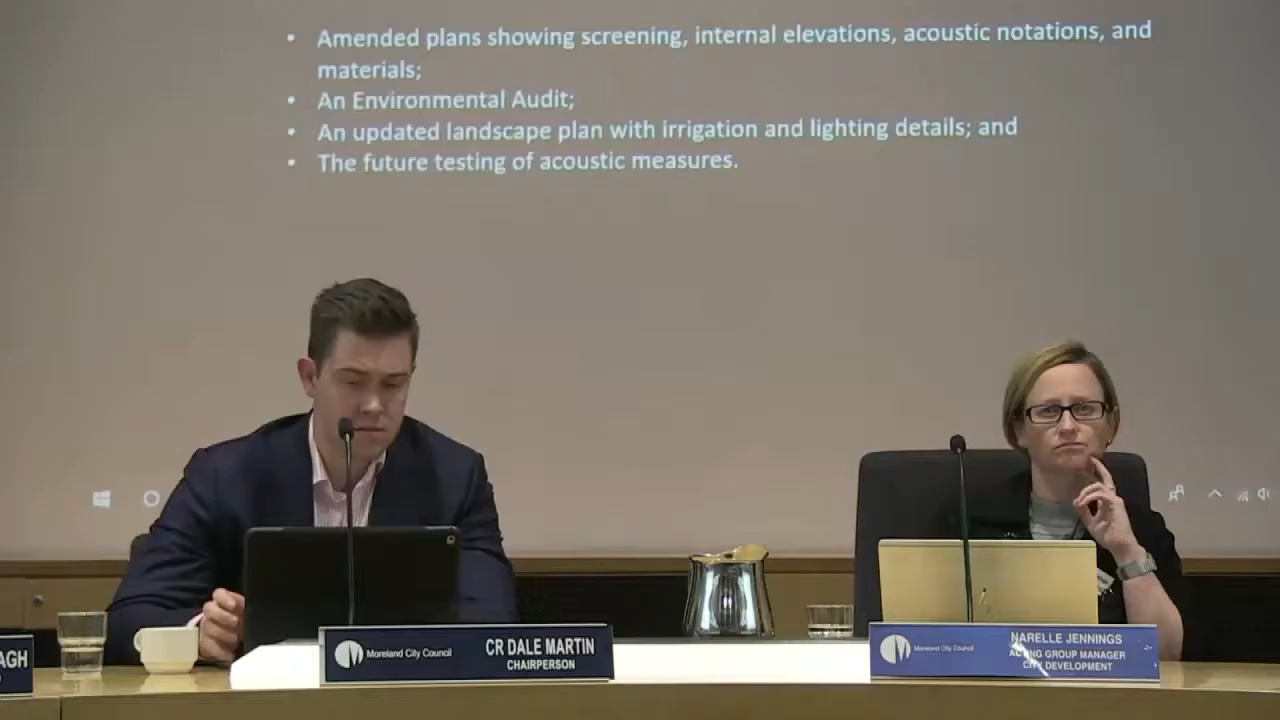 • Amended plans showing screening, internal elevations, acoustic notations, and
materials;
• An Environmental Audit;
• An updated landscape plan with irrigation and lighting details; and
• The future testing of acoustic measures.
AGH
Moreland City Council
CR DALE MARTIN
CHAIRPERSON
Moreland City Council
NARELLE JENNINGS
GROUP MANAGER
CITY DEVELOPMENT